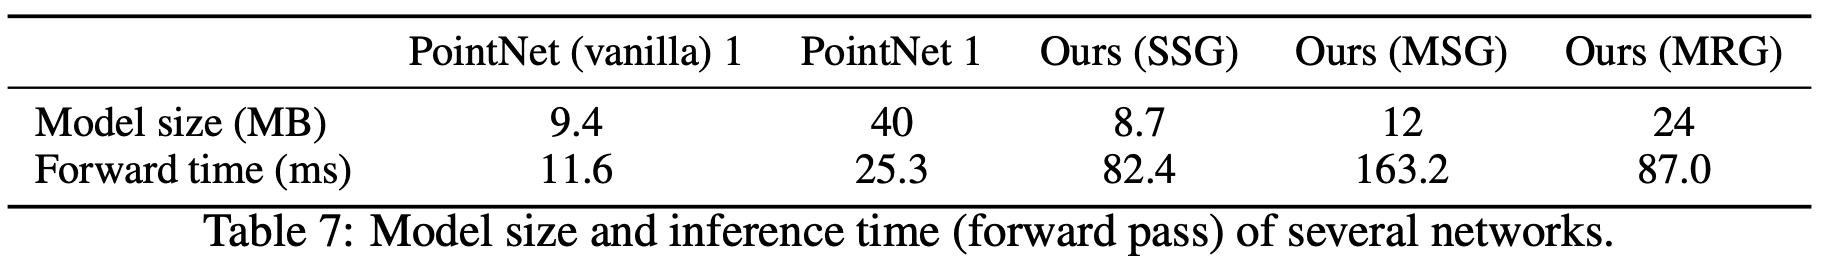 PointNet (vanilla) 1 PointNet 1 Ours (SSG) Ours (MSG) Ours (MRG)
Model size (MB) 9.4 40 8.7 12 24
Forward time (ms) 11.6 25.3 82.4 163.2 87.0
Table 7: Model size and inference time (forward pass) of several networks.